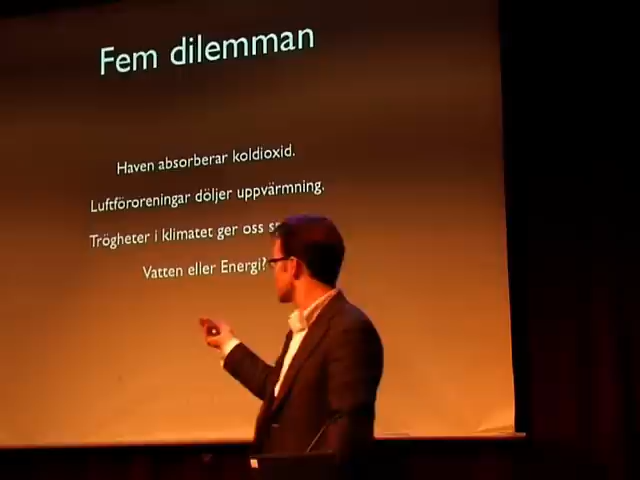 Fem dilemman
Haven absorberar koldioxid.
Luftföroreningar döljer uppvärmning.
Trögheter i klimatet ger oss
Vatten eller Energi?